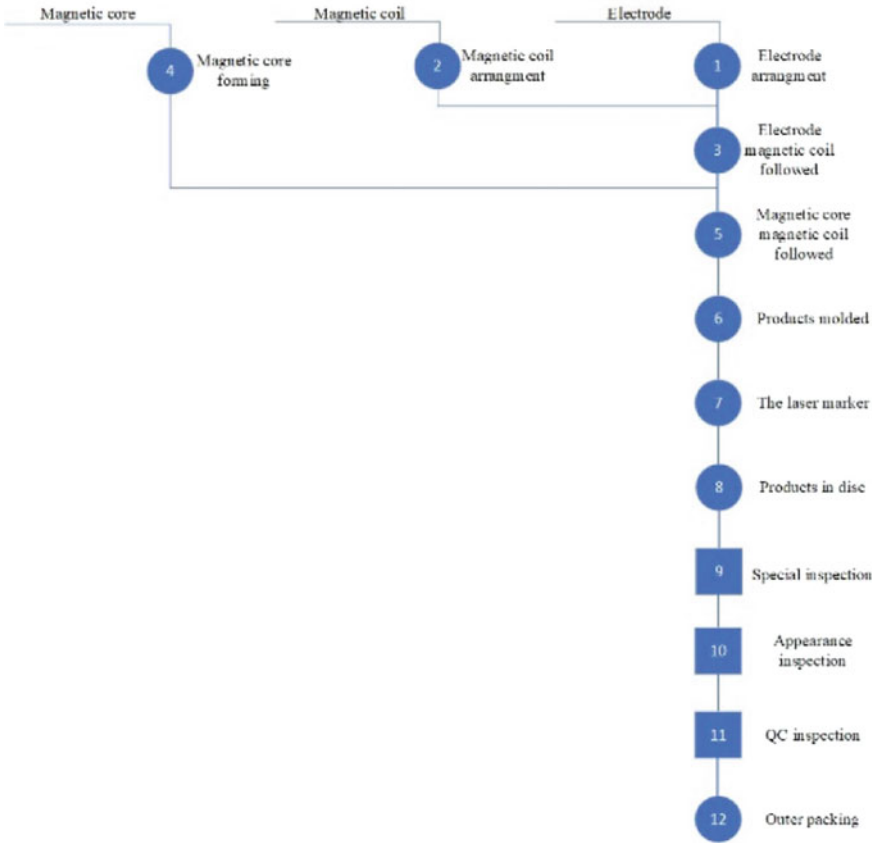 Magnetic core
Magnetic coil
Electrode
4
Magnetic core
forming
2
Magnetic coil
arrangment
1
Electrode
arrangment
3
Electrode
magnetic coil
followed
5
Magnetic core
magnetic coil
followed
6
Products molded
7
The laser marker
8
Products in disc
9
Special inspection
10
Appearance
inspection
11
QC inspection
12
Outer packing